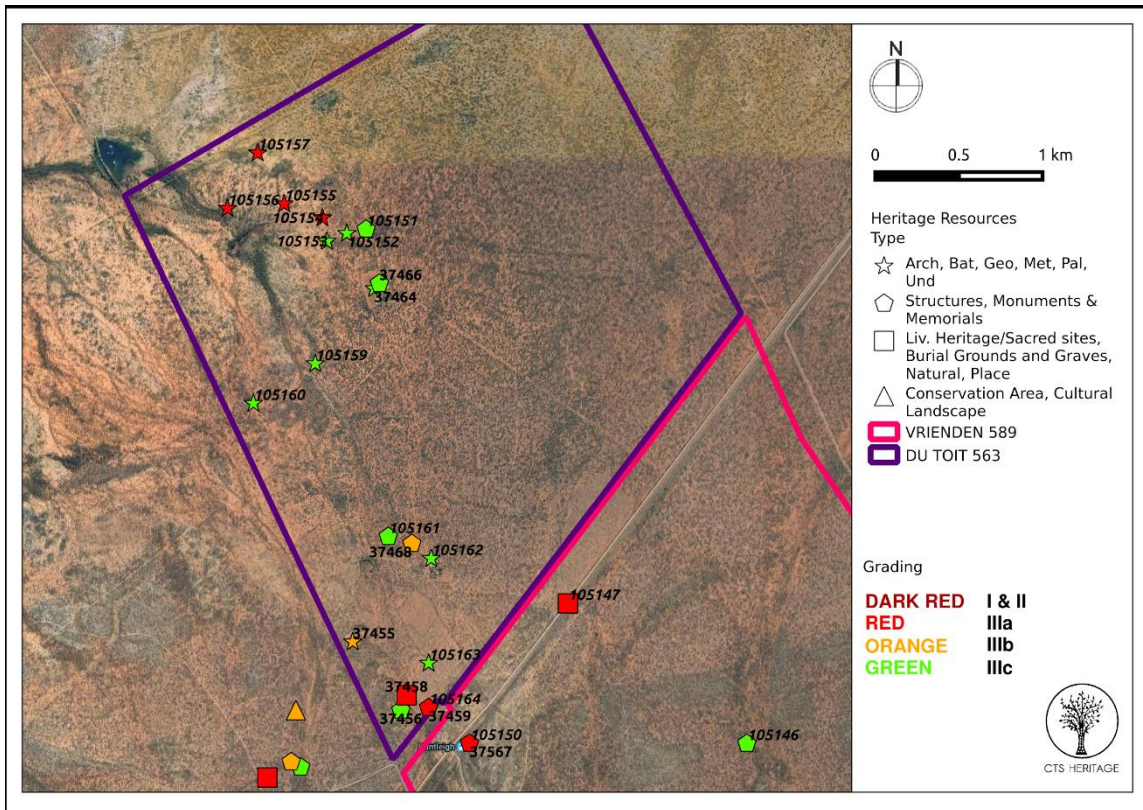 105157
105156
105155
105154
105151
105153
105152
37466
37464
105159
105160
105161
37468
105162
105147
37455
105163
37458
105164
37456
37459
105150
37567
105146
N
0 0.5 1 km
Heritage Resources
Type
Arch, Bat, Geo, Met, Pal,
Und
Structures, Monuments &
Memorials
Liv. Heritage/Sacred sites,
Burial Grounds and Graves,
Natural, Place
Conservation Area, Cultural
Landscape
VRIENDEN 589
DU TOIT 563
Grading
DARK RED I & II
RED IIIa
ORANGE IIIb
GREEN IIIc
CTS HERITAGE